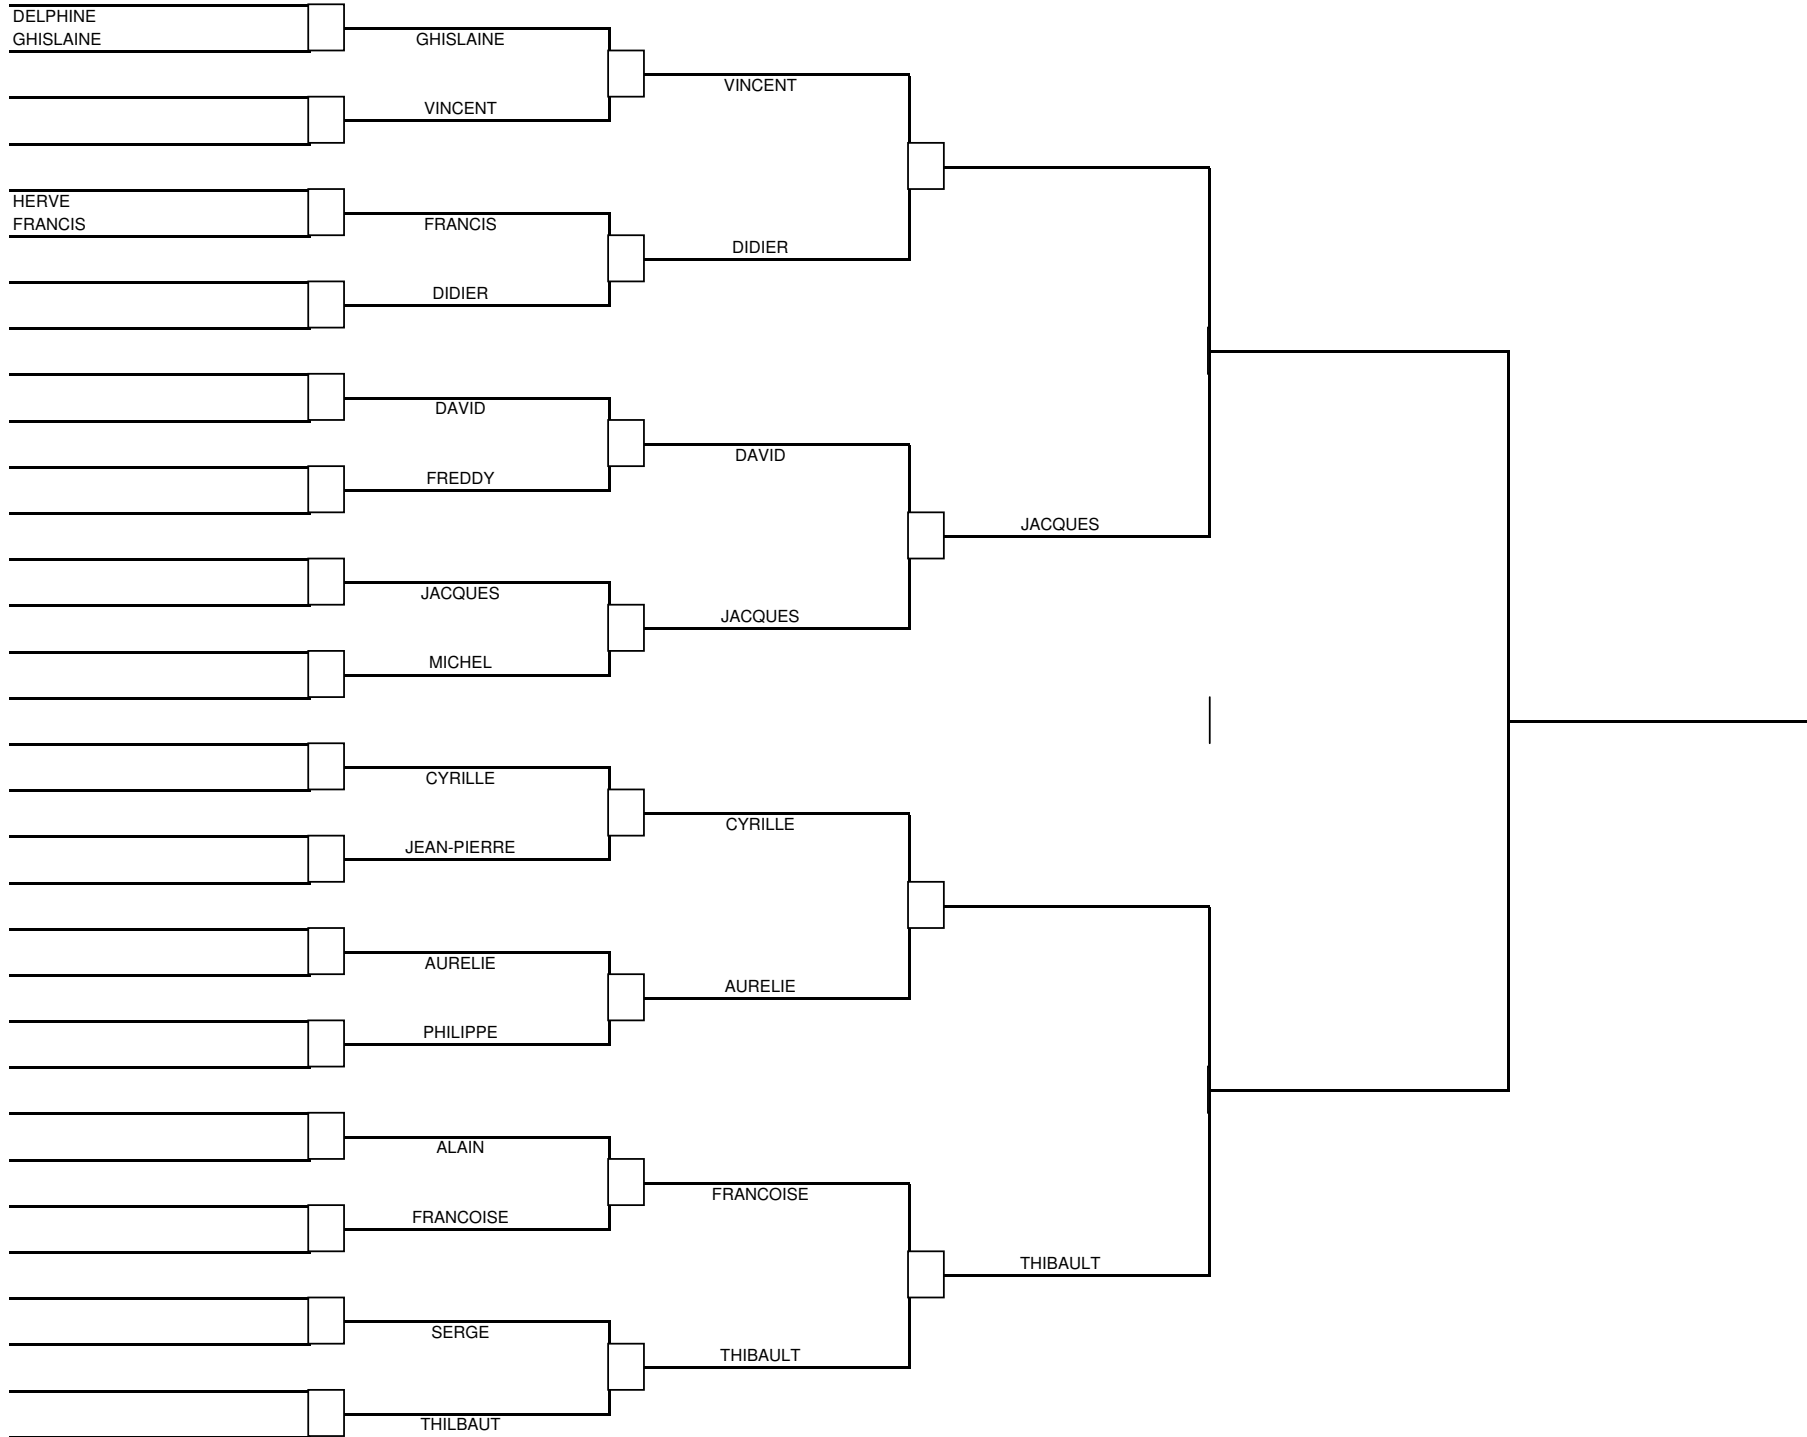 DELPHINE
GHISLAINE
GHISLAINE
VINCENT
VINCENT
HERVE
FRANCIS
FRANCIS
DIDIER
DIDIER
DAVID
DAVID
FREDDY
JACQUES
JACQUES
JACQUES
MICHEL
CYRILLE
CYRILLE
JEAN-PIERRE
AURELIE
AURELIE
PHILIPPE
ALAIN
FRANCOISE
FRANCOISE
THIBAULT
SERGE
THIBAULT
THILBAUT